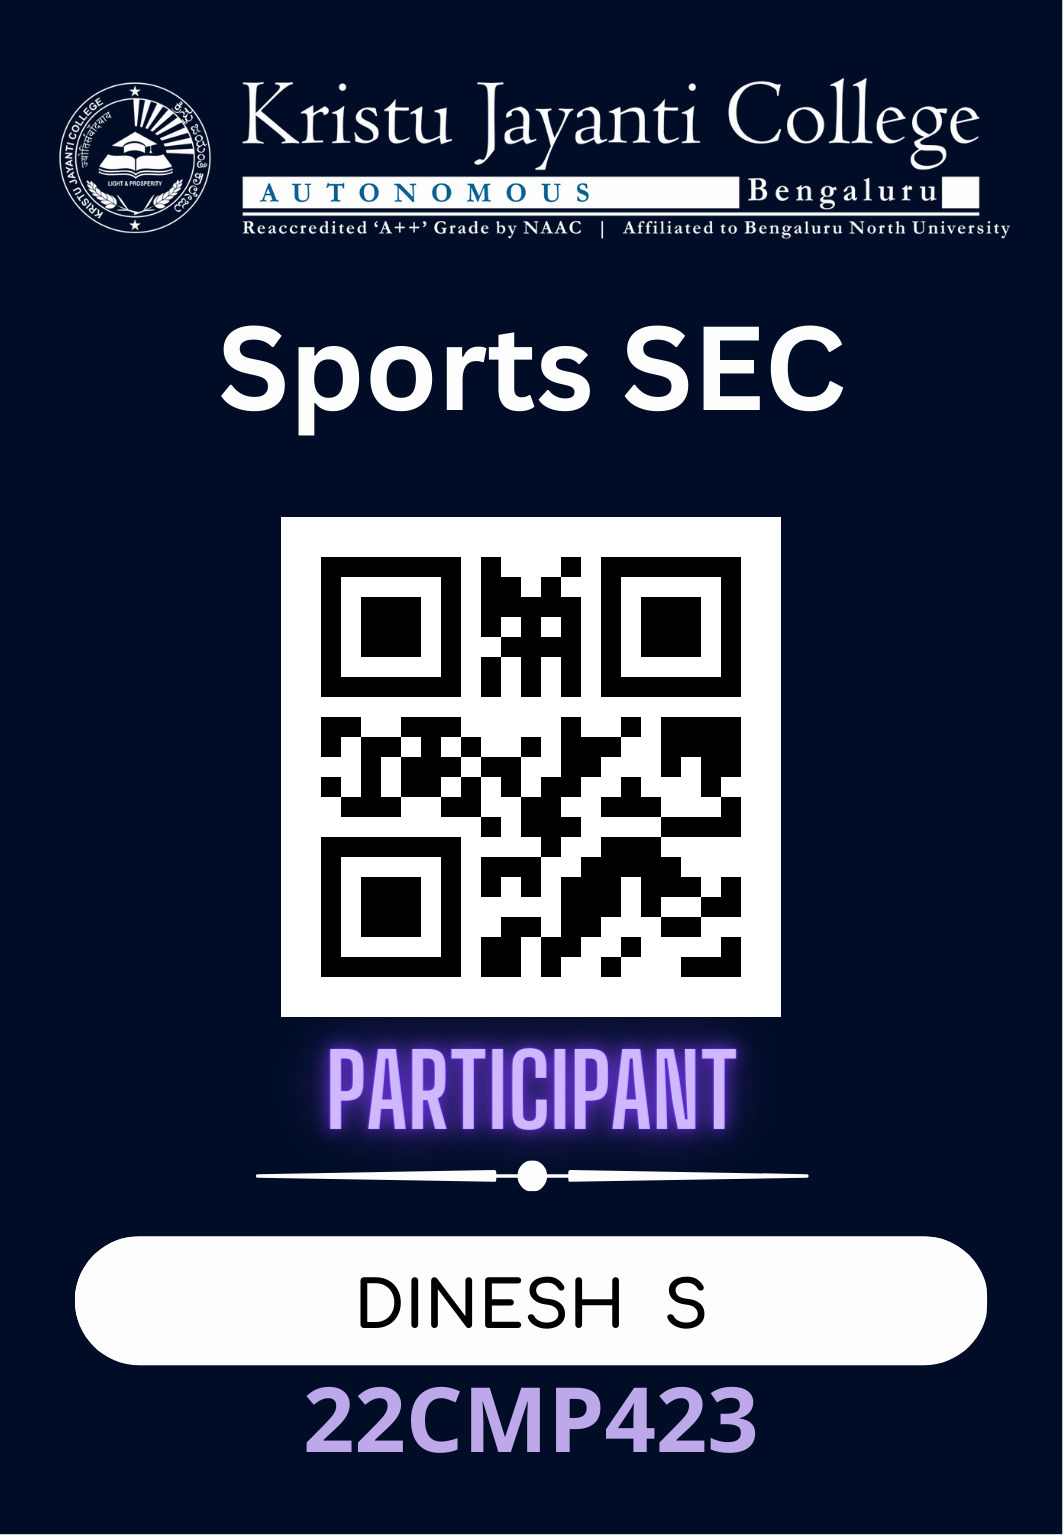 Kristu Jayanti College
AUTONOMOUS Bengaluru
Reaccredited ‘A++’ Grade by NAAC | Affiliated to Bengaluru North University
KRISTU JAYANTI COLLEGE
LIGHT & PROSPERITY
Sports SEC
PARTICIPANT
DINESH S
22CMP423